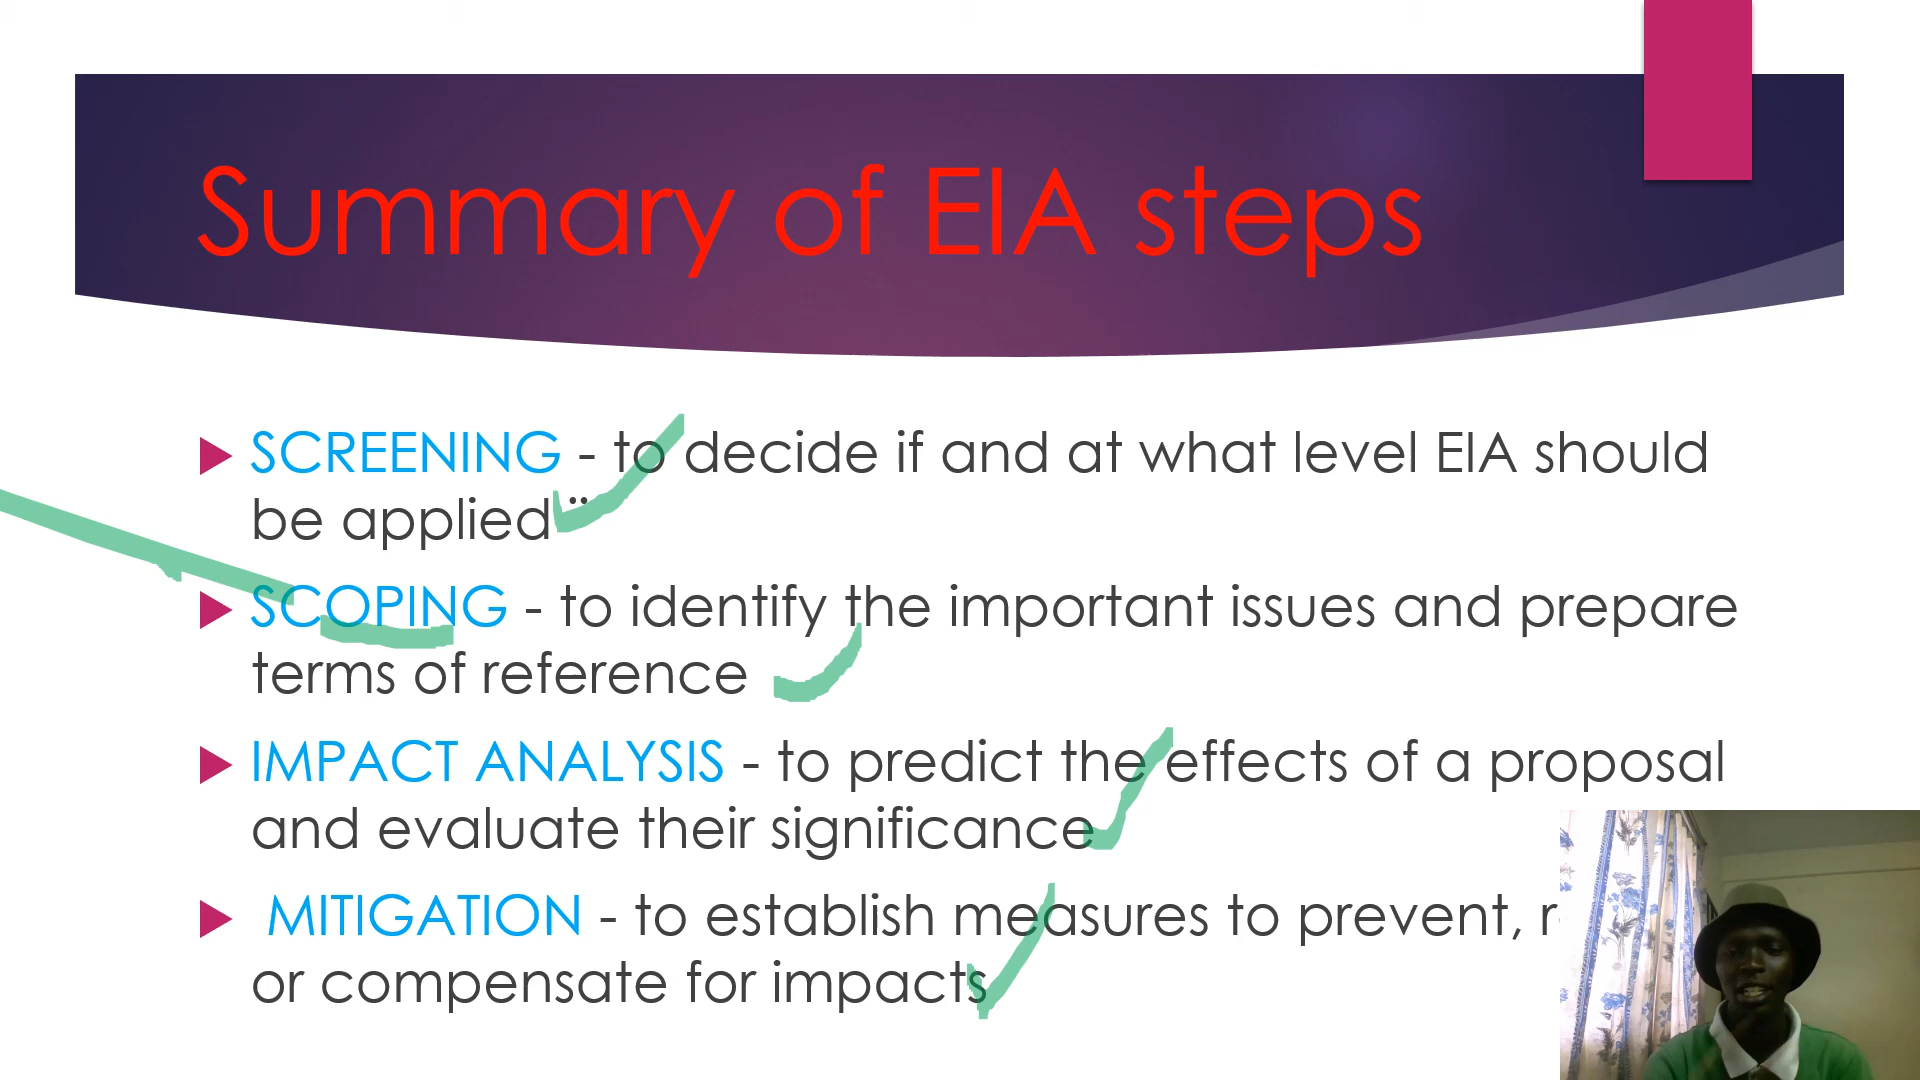 Summary of EIA steps
SCREENING - to decide if and at what level EIA should
be applied ¨
SCOPING - to identify the important issues and prepare
terms of reference
IMPACT ANALYSIS - to predict the effects of a proposal
and evaluate their significance
MITIGATION - to establish measures to prevent,
or compensate for impacts